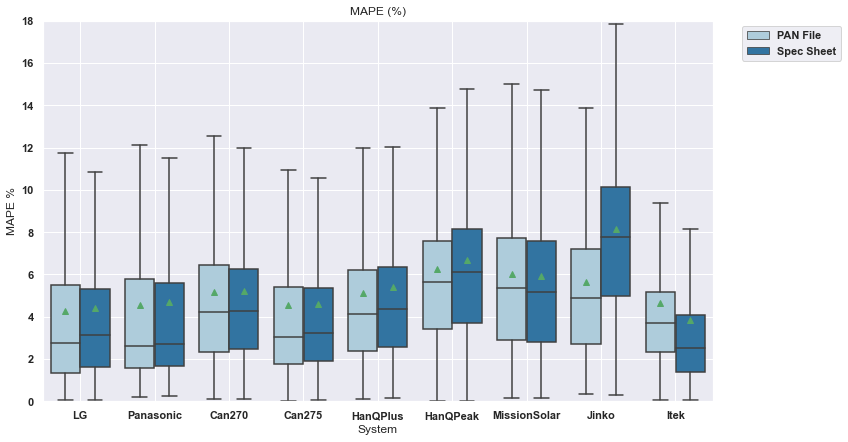 MAPE (%)
PAN File
Spec Sheet
MAPE %
18
16
14
12
10
8
6
4
2
0
LG Panasonic Can270 Can275 HanQPlus HanQPeak MissionSolar Jinko Itek
System